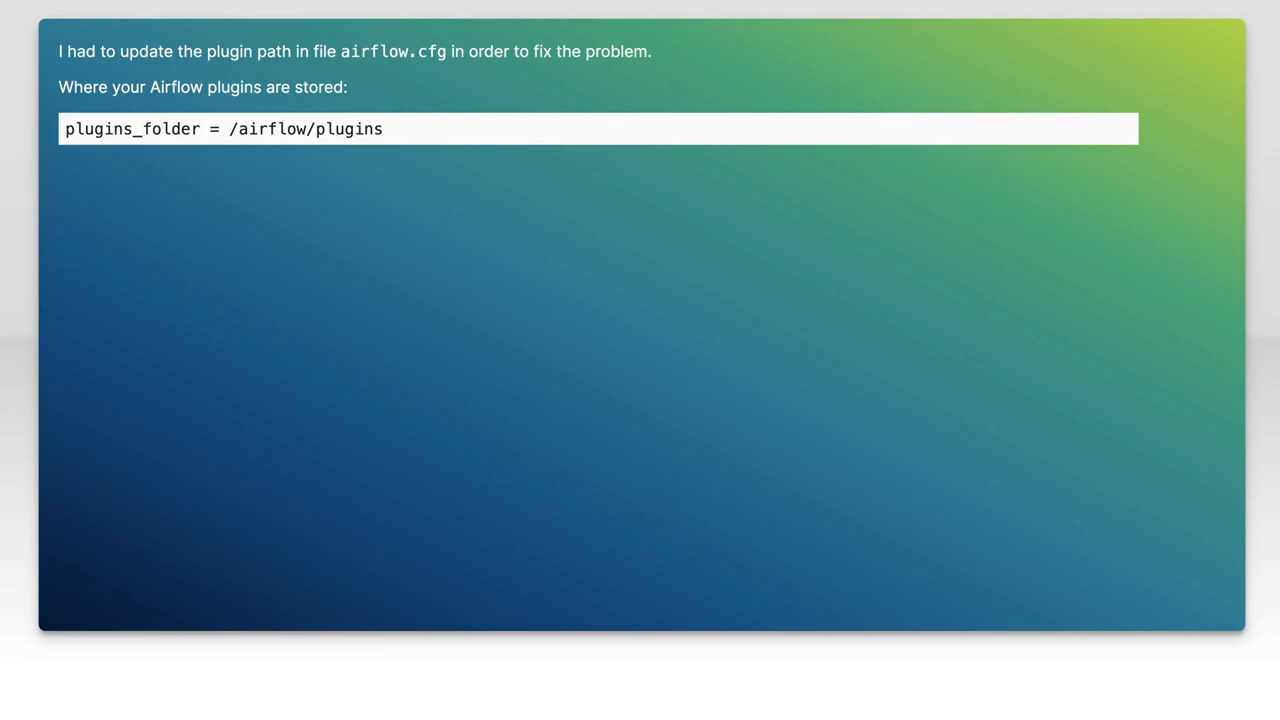 I had to update the plugin path in file airflow.cfg in order to fix the problem.
Where your Airflow plugins are stored:
plugins_folder = /airflow/plugins